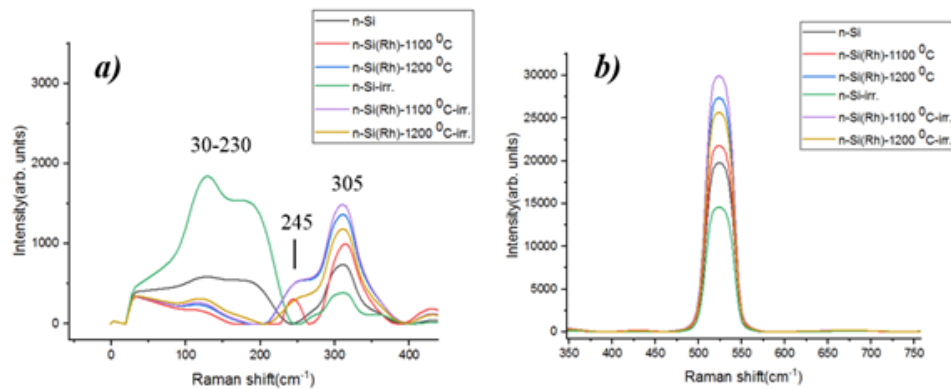 a)
n-Si
n-Si(Rh)-1100 ⁰C
n-Si(Rh)-1200 ⁰C
n-Si-irr.
n-Si(Rh)-1100 ⁰C-irr.
n-Si(Rh)-1200 ⁰C-irr.
30-230
245
305
Intensity(arb. units)
3000
2000
1000
0
0
100
200
300
400
Raman shift(cm⁻¹)
b)
n-Si
n-Si(Rh)-1100 ⁰C
n-Si(Rh)-1200 ⁰C
n-Si-irr.
n-Si(Rh)-1100 ⁰C-irr.
n-Si(Rh)-1200 ⁰C-irr.
Intensity(arb. units)
30000
25000
20000
15000
10000
5000
0
350
400
450
500
550
600
650
700
750
Raman shift(cm⁻¹)